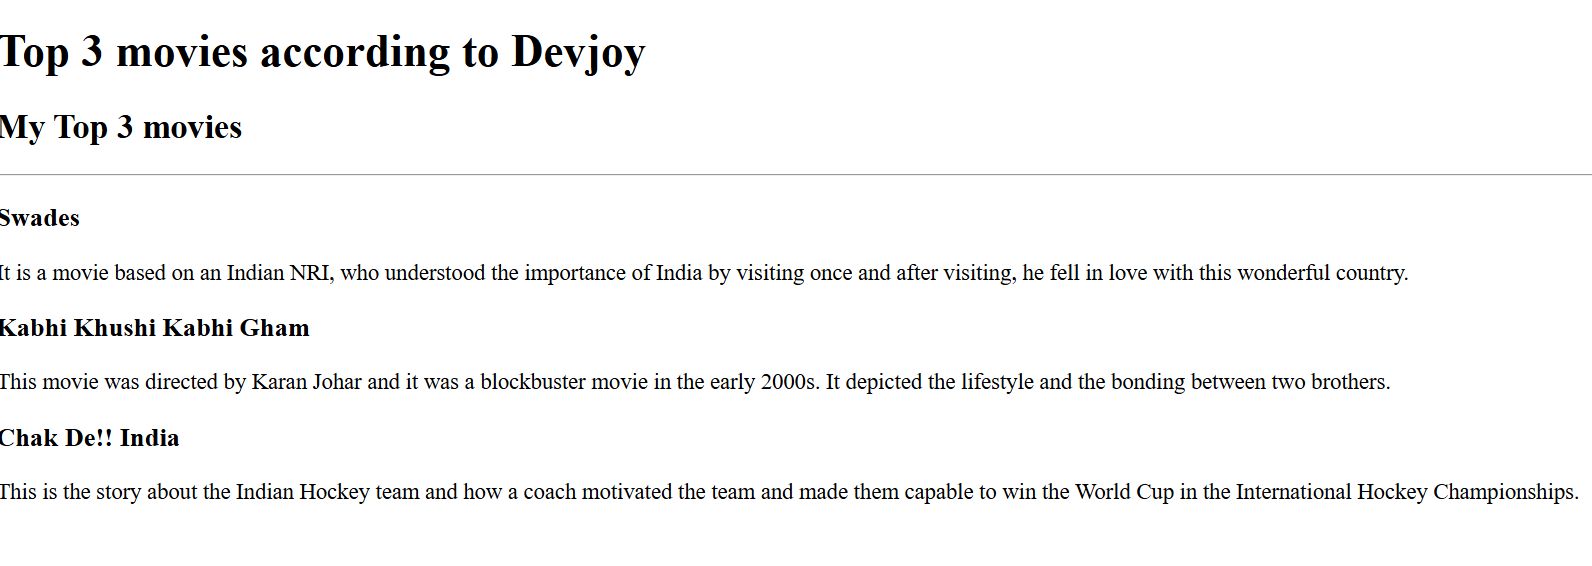 Top 3 movies according to Devjoy
My Top 3 movies
Swades
It is a movie based on an Indian NRI, who understood the importance of India by visiting once and after visiting, he fell in love with this wonderful country.
Kabhi Khushi Kabhi Gham
This movie was directed by Karan Johar and it was a blockbuster movie in the early 2000s. It depicted the lifestyle and the bonding between two brothers.
Chak De!! India
This is the story about the Indian Hockey team and how a coach motivated the team and made them capable to win the World Cup in the International Hockey Championships.